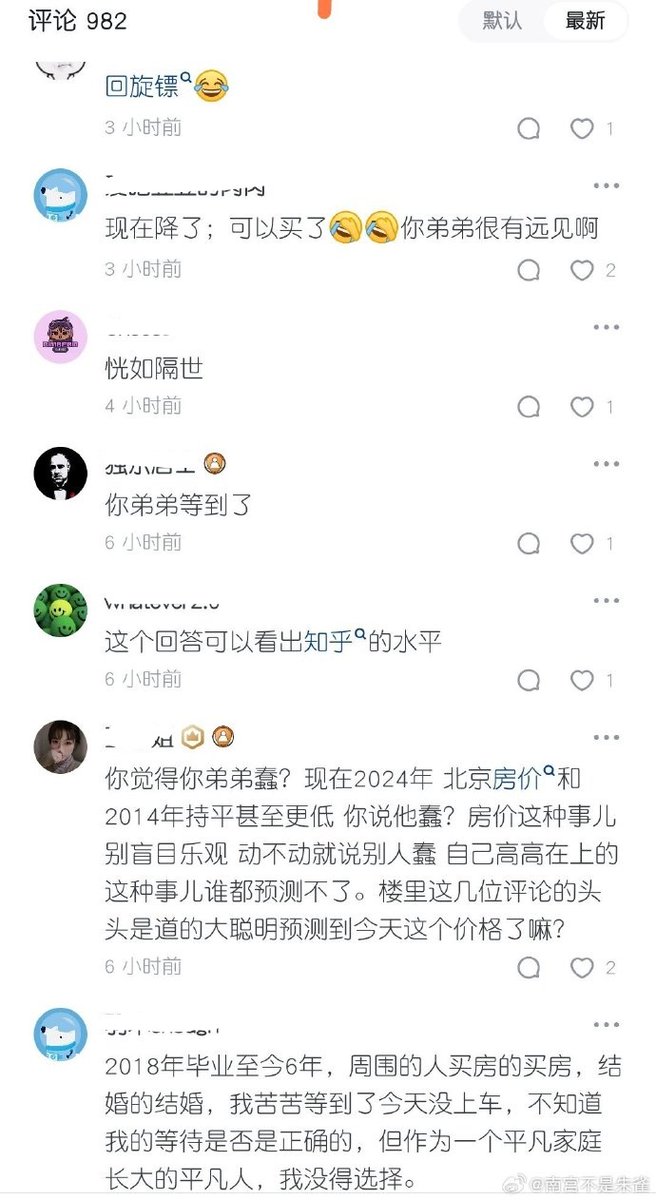 评论 982
默认
最新
回旋镖😂
3 小时前
1
现在降了；可以买了🤣🤣你弟弟很有远见啊
3 小时前
2
恍如隔世
4 小时前
1
你弟弟等到了
6 小时前
1
这个回答可以看出知乎的水平
6 小时前
1
你觉得你弟弟蠢？现在2024年 北京房价和
2014年持平甚至更低 你说他蠢？房价这种事儿
别盲目乐观 动不动就说别人蠢 自己高高在上的
这种事儿谁都预测不了。楼里这几位评论的头
头是道的大聪明预测到今天这个价格了嘛？
6 小时前
2
2018年毕业至今6年，周围的人买房的买房，结
婚的结婚，我苦苦等到了今天没上车，不知道
我的等待是否是正确的，但作为一个平凡家庭
长大的平凡人，我没得选择。
@南宫不是朱雀